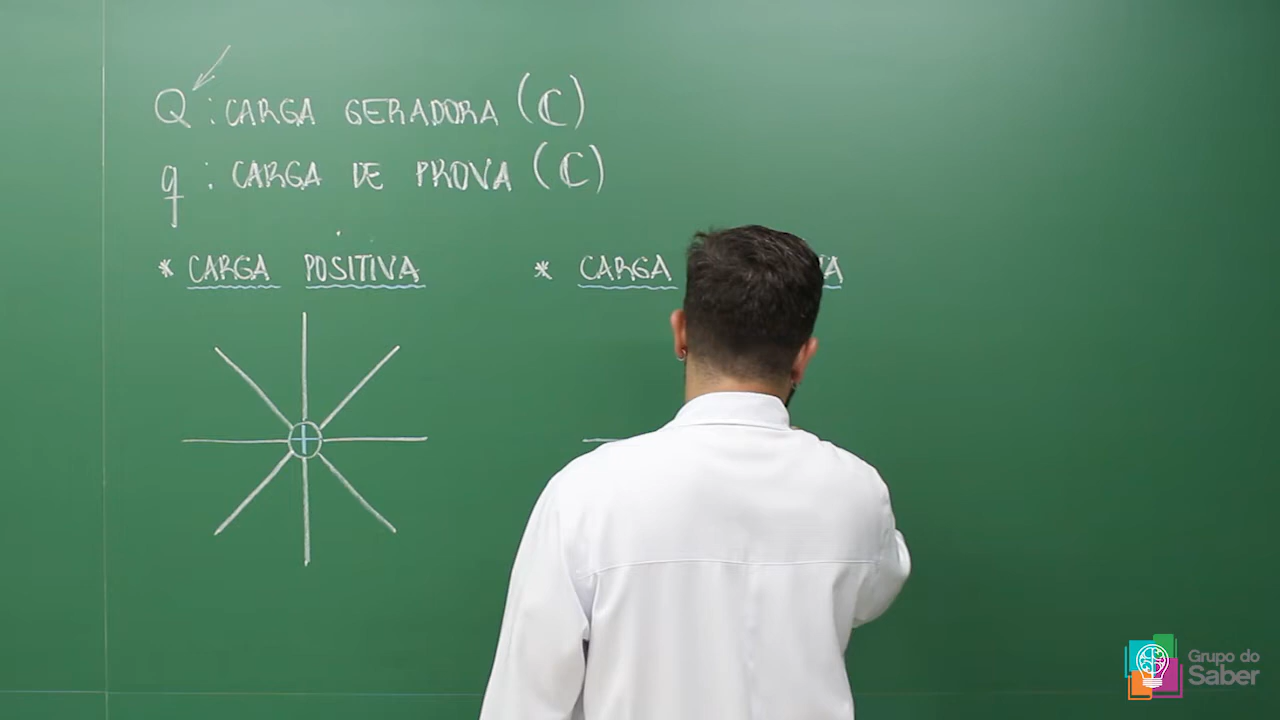 Q : CARGA GERADORA (C)
q : CARGA DE PROVA (C)
* CARGA POSITIVA
* CARGA
+
Grupo do
Saber